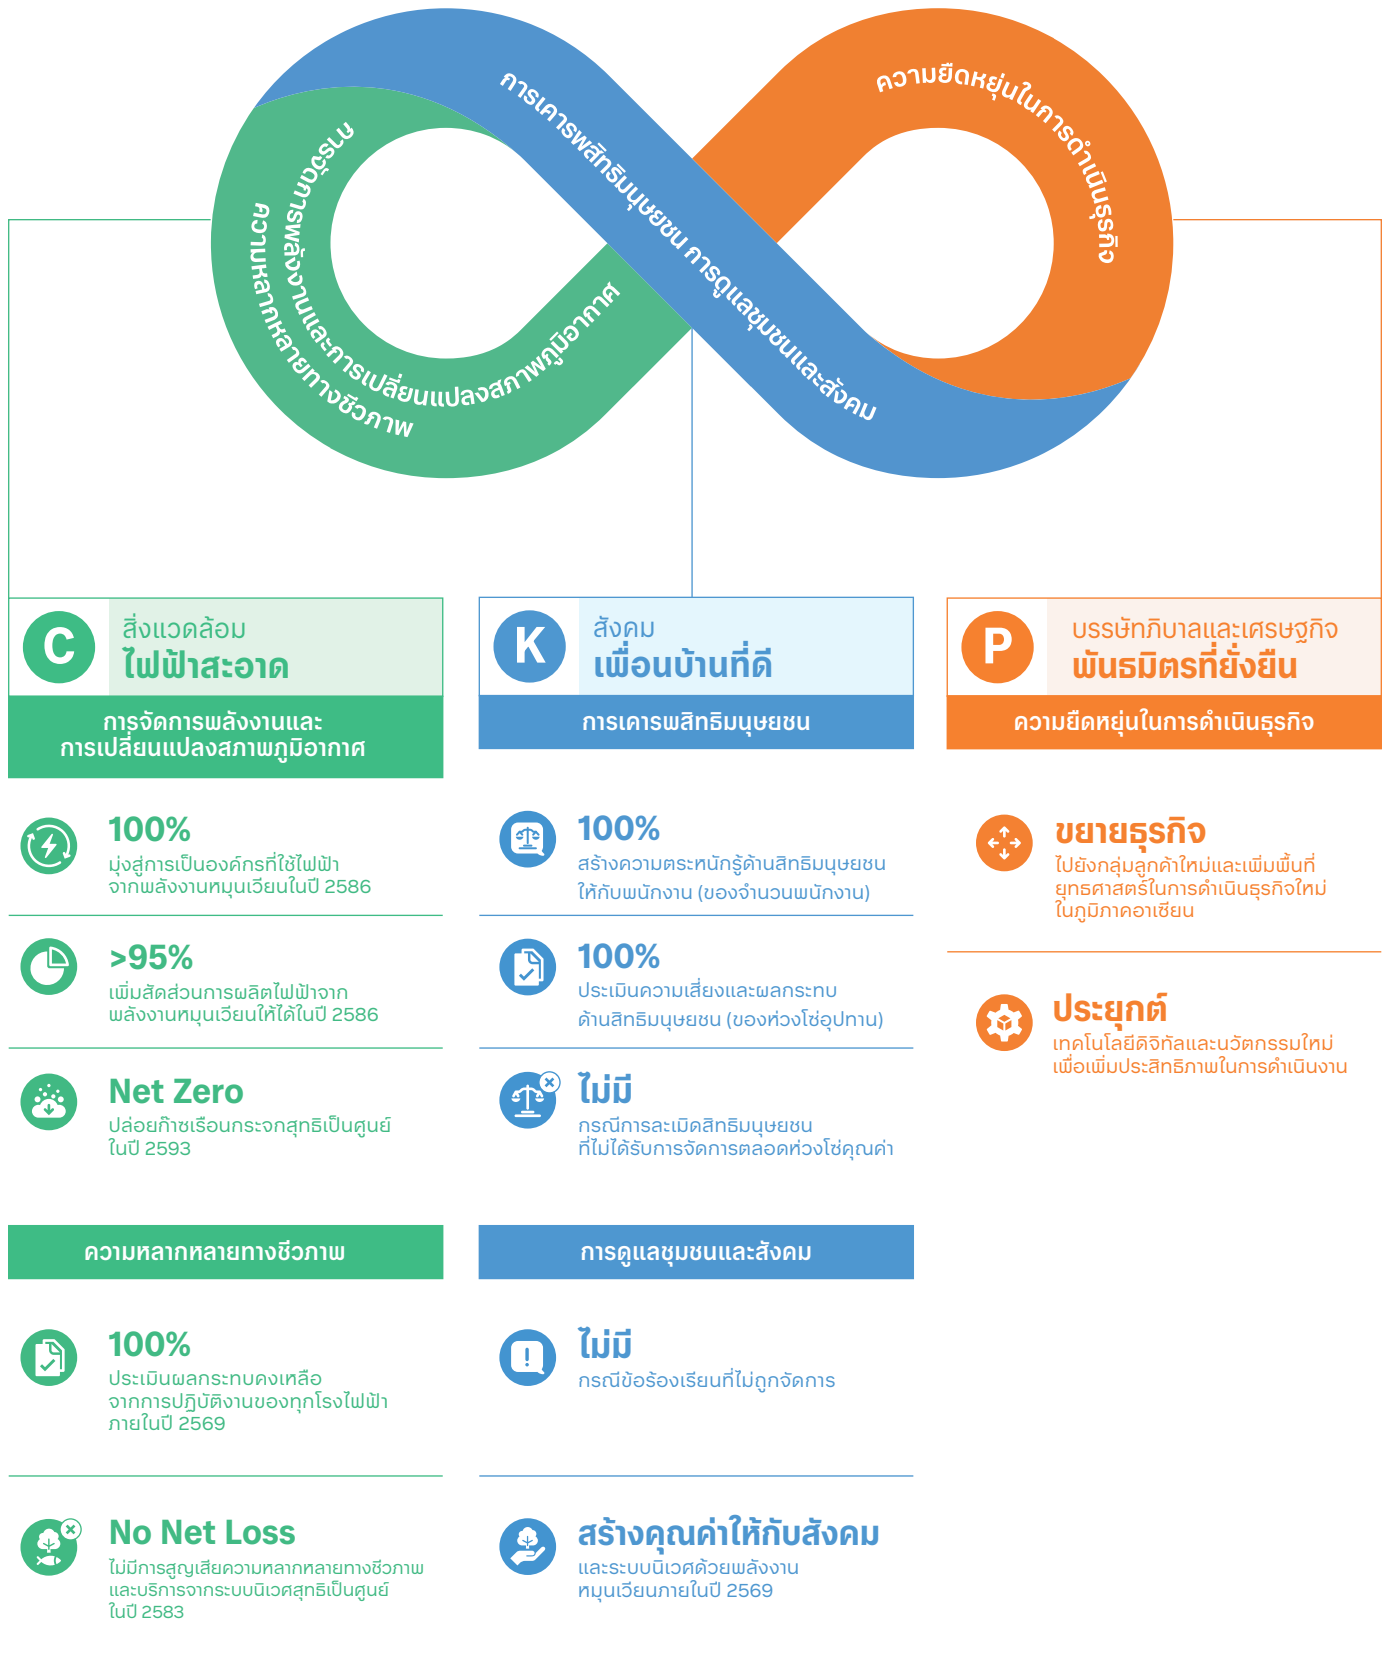 การจัดการพลังงานและการเปลี่ยนแปลงสภาพภูมิอากาศ
ความหลากหลายทางชีวภาพ
การเคารพสิทธิมนุษยชน การดูแลชุมชนและสังคม
ความยืดหยุ่นในการดำเนินธุรกิจ
C
สิ่งแวดล้อม
ไฟฟ้าสะอาด
การจัดการพลังงานและ
การเปลี่ยนแปลงสภาพภูมิอากาศ
100%
มุ่งสู่การเป็นองค์กรที่ใช้ไฟฟ้า
จากพลังงานหมุนเวียนในปี 2586
>95%
เพิ่มสัดส่วนการผลิตไฟฟ้าจาก
พลังงานหมุนเวียนให้ได้ในปี 2586
Net Zero
ปล่อยก๊าซเรือนกระจกสุทธิเป็นศูนย์
ในปี 2593
ความหลากหลายทางชีวภาพ
100%
ประเมินผลกระทบคงเหลือ
จากการปฏิบัติงานของทุกโรงไฟฟ้า
ภายในปี 2569
No Net Loss
ไม่มีการสูญเสียความหลากหลายทางชีวภาพ
และบริการจากระบบนิเวศสุทธิเป็นศูนย์
ในปี 2583
K
สังคม
เพื่อนบ้านที่ดี
การเคารพสิทธิมนุษยชน
100%
สร้างความตระหนักรู้ด้านสิทธิมนุษยชน
ให้กับพนักงาน (ของจำนวนพนักงาน)
100%
ประเมินความเสี่ยงและผลกระทบ
ด้านสิทธิมนุษยชน (ของห่วงโซ่อุปทาน)
ไม่มี
กรณีการละเมิดสิทธิมนุษยชน
ที่ไม่ได้รับการจัดการตลอดห่วงโซ่คุณค่า
การดูแลชุมชนและสังคม
ไม่มี
กรณีข้อร้องเรียนที่ไม่ถูกจัดการ
สร้างคุณค่าให้กับสังคม
และระบบนิเวศด้วยพลังงาน
หมุนเวียนภายในปี 2569
P
บรรษัทภิบาลและเศรษฐกิจ
พันธมิตรที่ยั่งยืน
ความยืดหยุ่นในการดำเนินธุรกิจ
ขยายธุรกิจ
ไปยังกลุ่มลูกค้าใหม่และเพิ่มพื้นที่
ยุทธศาสตร์ในการดำเนินธุรกิจใหม่
ในภูมิภาคอาเซียน
ประยุกต์
เทคโนโลยีดิจิทัลและนวัตกรรมใหม่
เพื่อเพิ่มประสิทธิภาพในการดำเนินงาน